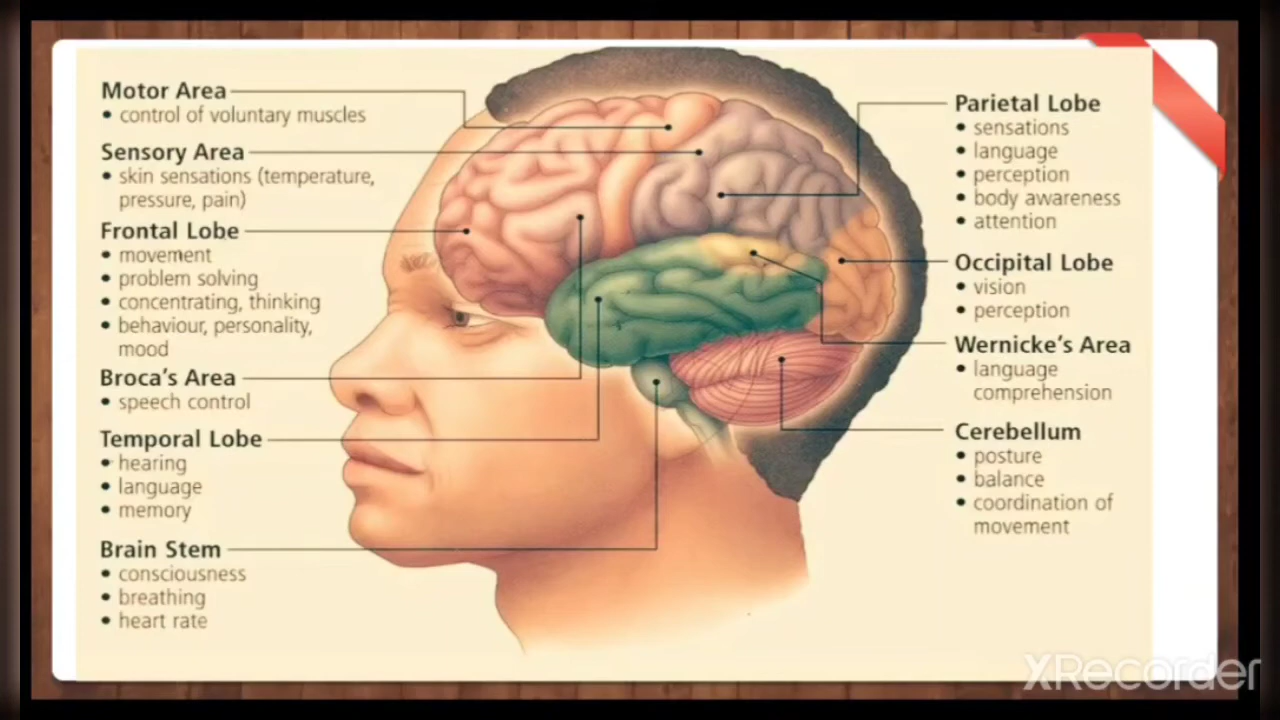 Motor Area
• control of voluntary muscles
Sensory Area
• skin sensations (temperature,
pressure, pain)
Frontal Lobe
• movement
• problem solving
• concentrating, thinking
• behaviour, personality,
mood
Broca's Area
• speech control
Temporal Lobe
• hearing
• language
• memory
Brain Stem
• consciousness
• breathing
• heart rate
Parietal Lobe
• sensations
• language
• perception
• body awareness
• attention
Occipital Lobe
• vision
• perception
Wernicke's Area
• language
comprehension
Cerebellum
• posture
• balance
• coordination of
movement
XRecorder